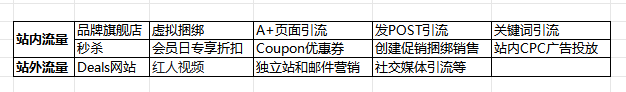 站内流量 品牌旗舰店 虚拟捆绑 A+页面引流 发POST引流 关键词引流
秒杀 会员日专享折扣 Coupon优惠券 创建促销捆绑销售 站内CPC广告投放
站外流量 Deals网站 红人视频 独立站和邮件营销 社交媒体引流等